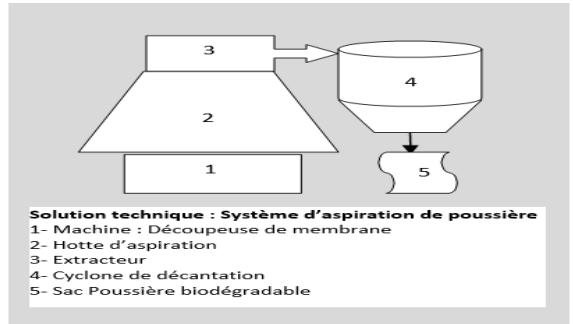 3
4
2
1
5
Solution technique : Système d’aspiration de poussière
1- Machine : Découpeuse de membrane
2- Hotte d’aspiration
3- Extracteur
4- Cyclone de décantation
5- Sac Poussière biodégradable